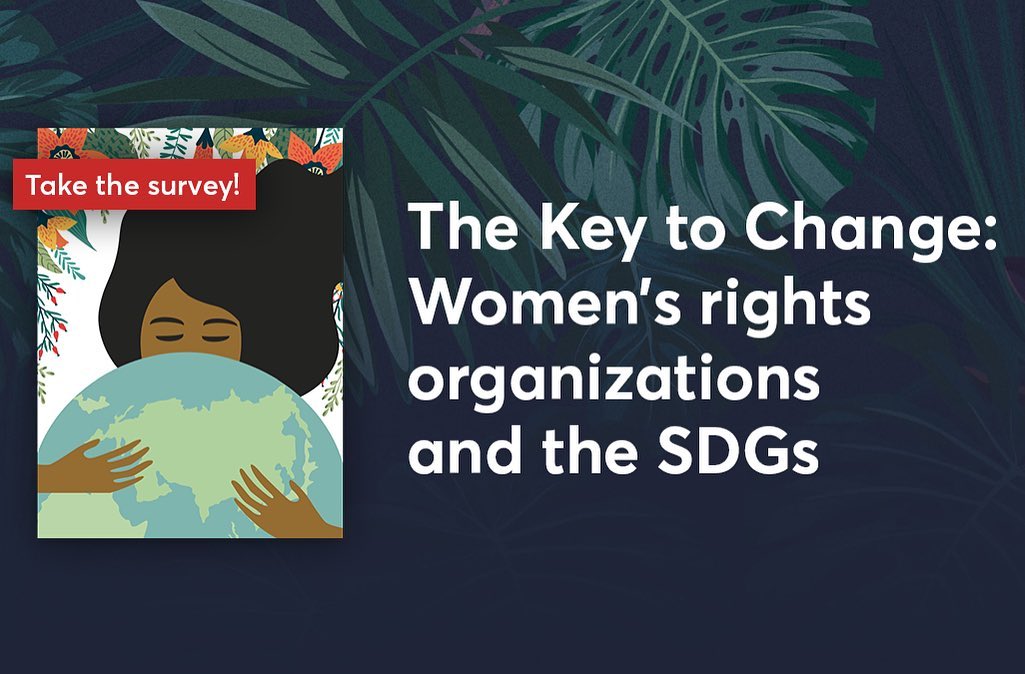 Take the survey!
The Key to Change:
Women's rights
organizations
and the SDGs